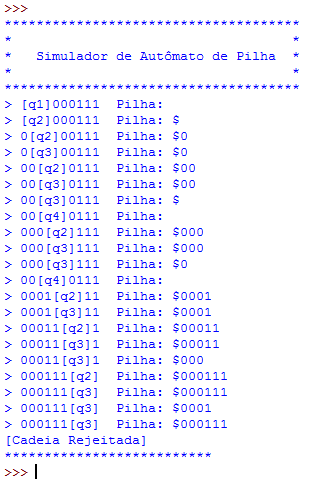 >>>
*************************************
*                                   *
*   Simulador de Autômato de Pilha  *
*                                   *
*************************************
> [q1]000111  Pilha:
> [q2]000111  Pilha: $
> 0[q2]00111  Pilha: $0
> 0[q3]00111  Pilha: $0
> 00[q2]0111  Pilha: $00
> 00[q3]0111  Pilha: $00
> 00[q3]0111  Pilha: $
> 00[q4]0111  Pilha:
> 000[q2]111  Pilha: $000
> 000[q3]111  Pilha: $000
> 000[q3]111  Pilha: $0
> 00[q4]0111  Pilha:
> 0001[q2]11  Pilha: $0001
> 0001[q3]11  Pilha: $0001
> 00011[q2]1  Pilha: $00011
> 00011[q3]1  Pilha: $00011
> 00011[q3]1  Pilha: $000
> 000111[q2]  Pilha: $000111
> 000111[q3]  Pilha: $000111
> 000111[q3]  Pilha: $0001
> 000111[q3]  Pilha: $000111
[Cadeia Rejeitada]
**************************
>>>